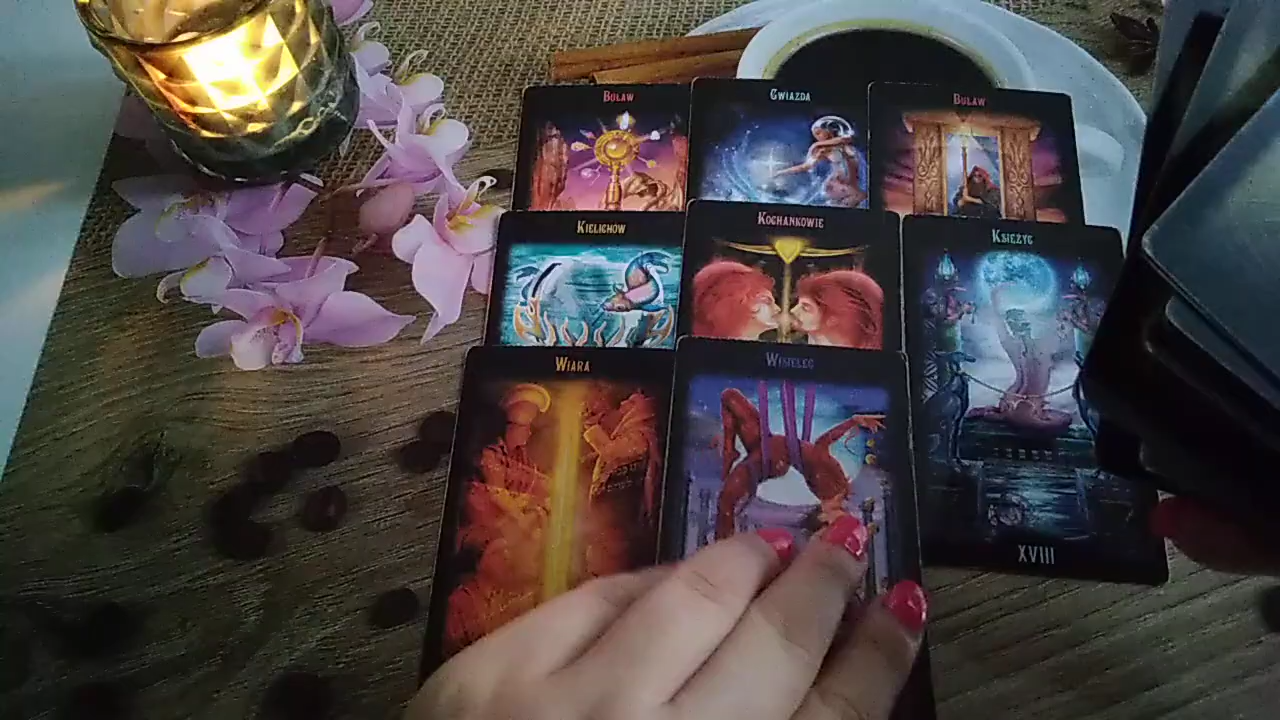 Buław
Gwiazda
Buław
Kielichów
Kochankowie
Księżyc
Wiara
Wisielec
XVIII